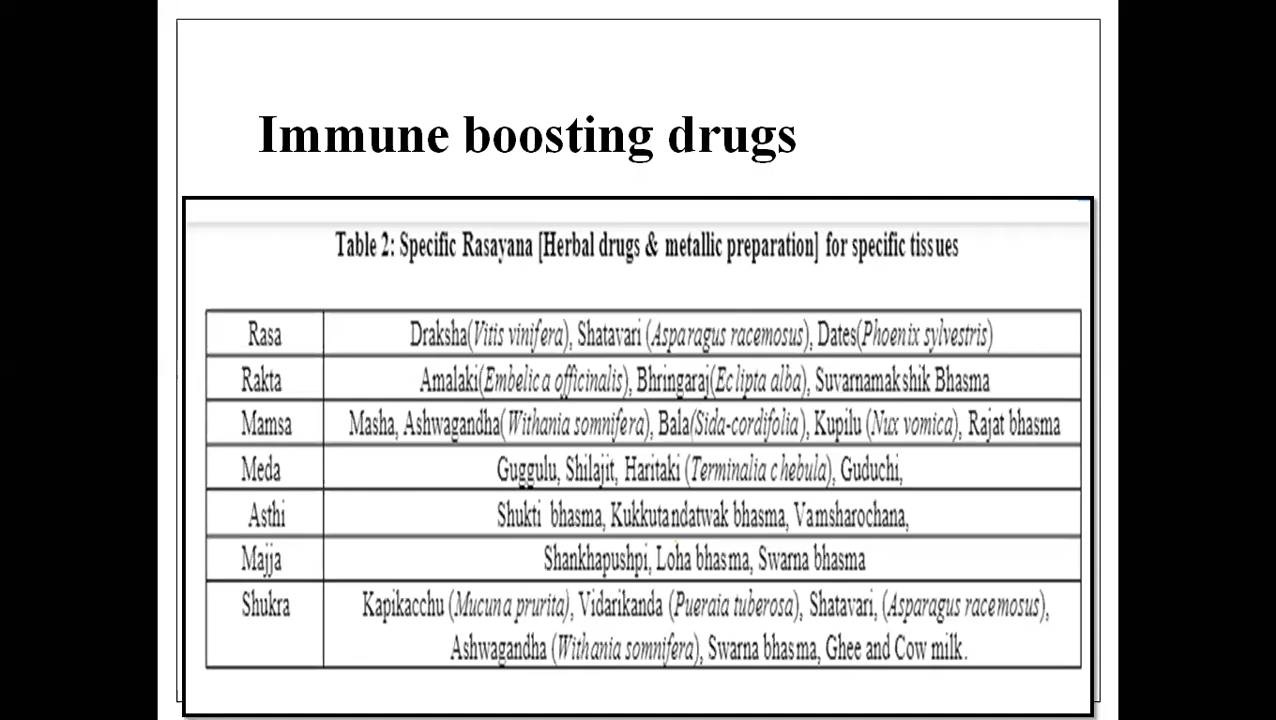 Immune boosting drugs
Table 2: Specific Rasayana [Herbal drugs & metallic preparation] for specific tissues
Rasa Draksha(Vitis vinifera), Shatavari (Asparagus racemosus), Dates(Phoenix sylvestris)
Rakta Amalaki(Embelica officinalis), Bhringaraj(Eclipta alba), Suvarnamakshik Bhasma
Mamsa Masha, Ashwagandha(Withania somnifera), Bala(Sida-cordifolia), Kupilu (Nux vomica), Rajat bhasma
Meda Guggulu, Shilajit, Haritaki (Terminalia chebula), Guduchi,
Asthi Shukti bhasma, Kukkutandatwak bhasma, Vamsharochana,
Majja Shankhapushpi, Loha bhasma, Swarna bhasma
Shukra Kapikacchu (Mucuna prurita), Vidarikanda (Pueraia tuberosa), Shatavari, (Asparagus racemosus),
Ashwagandha (Withania somnifera), Swarna bhasma, Ghee and Cow milk.